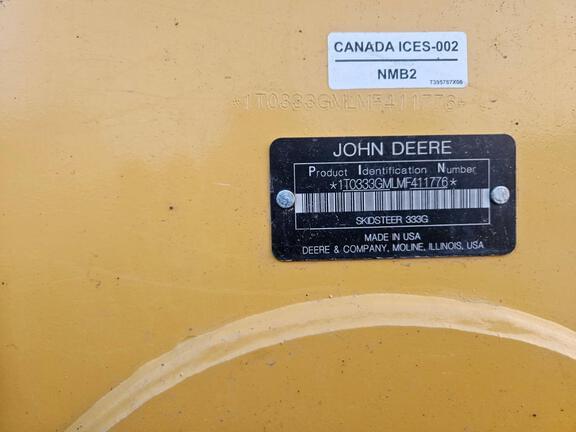 CANADA ICES-002
NMB2
T395787X06
*1T0333GMLMF411776*
JOHN DEERE
Product Identification Number
*1T0333GMLMF411776*
SKIDSTEER 333G
MADE IN USA
DEERE & COMPANY, MOLINE, ILLINOIS, USA